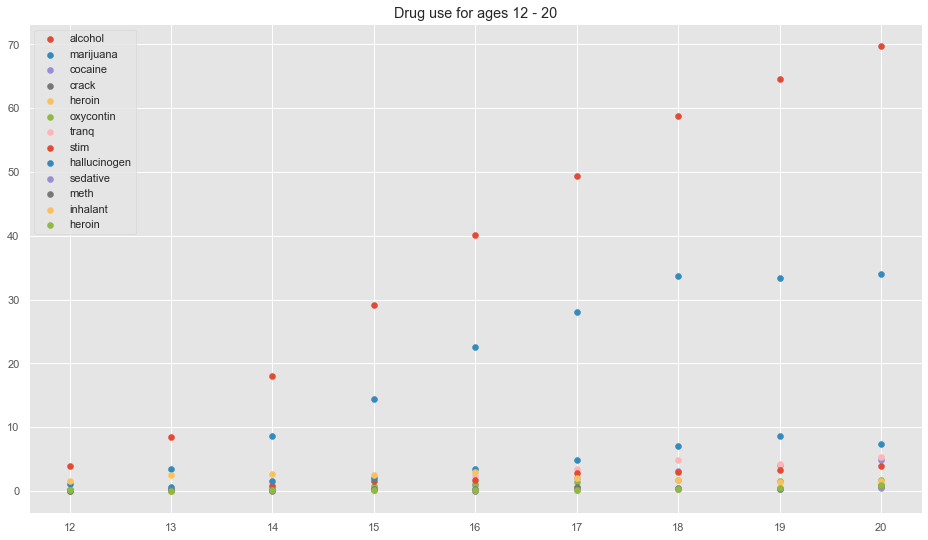 Drug use for ages 12 - 20
alcohol
marijuana
cocaine
crack
heroin
oxycontin
tranq
stim
hallucinogen
sedative
meth
inhalant
heroin
70
60
50
40
30
20
10
0
12 13 14 15 16 17 18 19 20